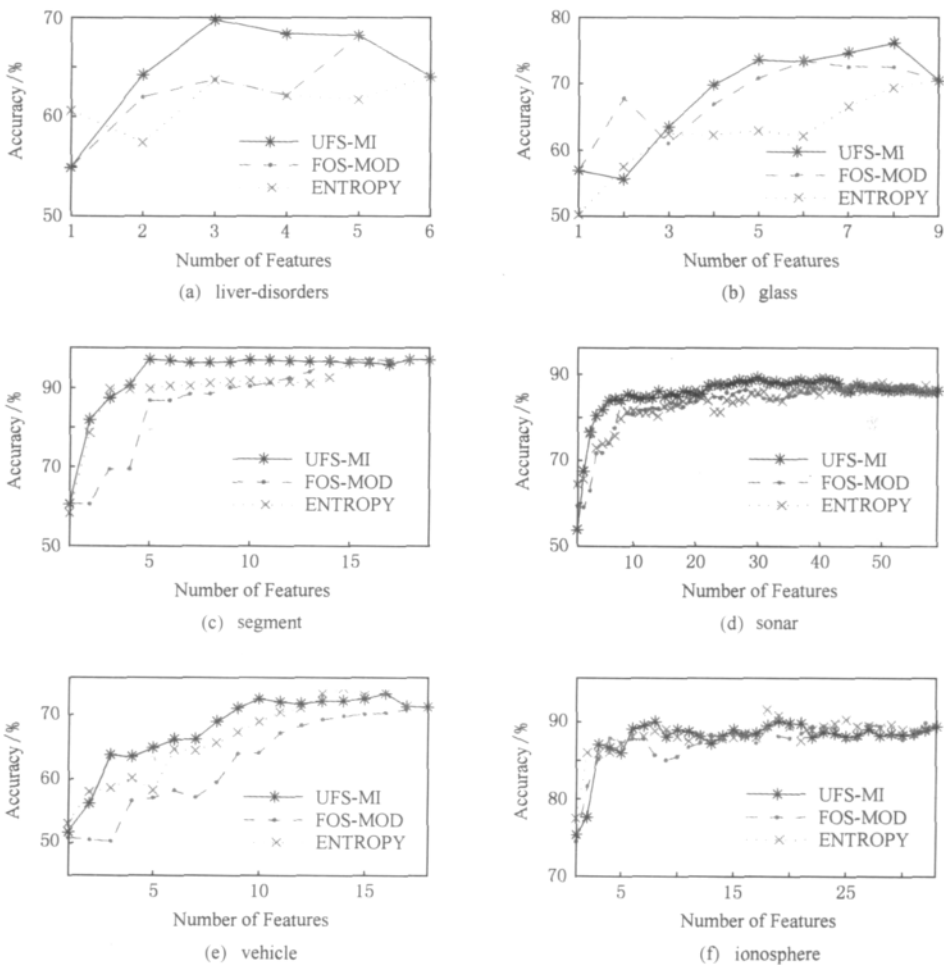 70
60
50
Accuracy/%
UFS-MI
FOS-MOD
ENTROPY
1 2 3 4 5 6
Number of Features
(a) liver-disorders
80
70
60
50
Accuracy/%
UFS-MI
FOS-MOD
ENTROPY
1 3 5 7 9
Number of Features
(b) glass
90
70
50
Accuracy/%
UFS-MI
FOS-MOD
ENTROPY
5 10 15
Number of Features
(c) segment
90
70
50
Accuracy/%
UFS-MI
FOS-MOD
ENTROPY
10 20 30 40 50
Number of Features
(d) sonar
70
60
50
Accuracy/%
UFS-MI
FOS-MOD
ENTROPY
5 10 15
Number of Features
(e) vehicle
90
80
70
Accuracy/%
UFS-MI
FOS-MOD
ENTROPY
5 15 25
Number of Features
(f) ionosphere